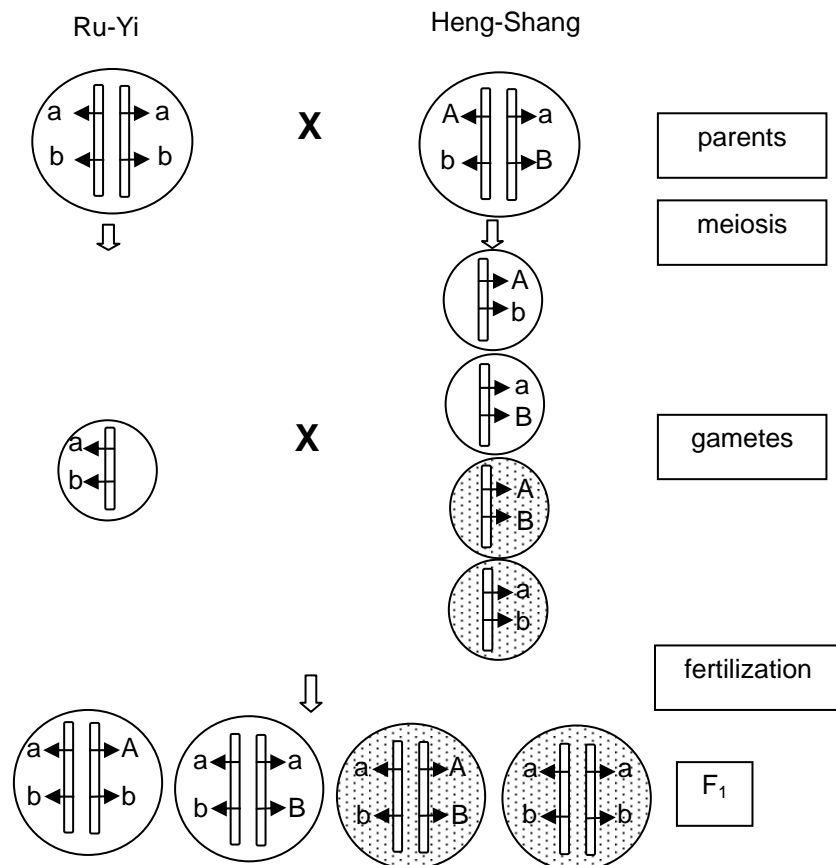 Ru-Yi Heng-Shang
a a X A a parents
b b b B
meiosis
A
b
a
B
a X gametes
b
A
B
a
b
fertilization
a A a a a A a a
b b b B b B b b
F₁